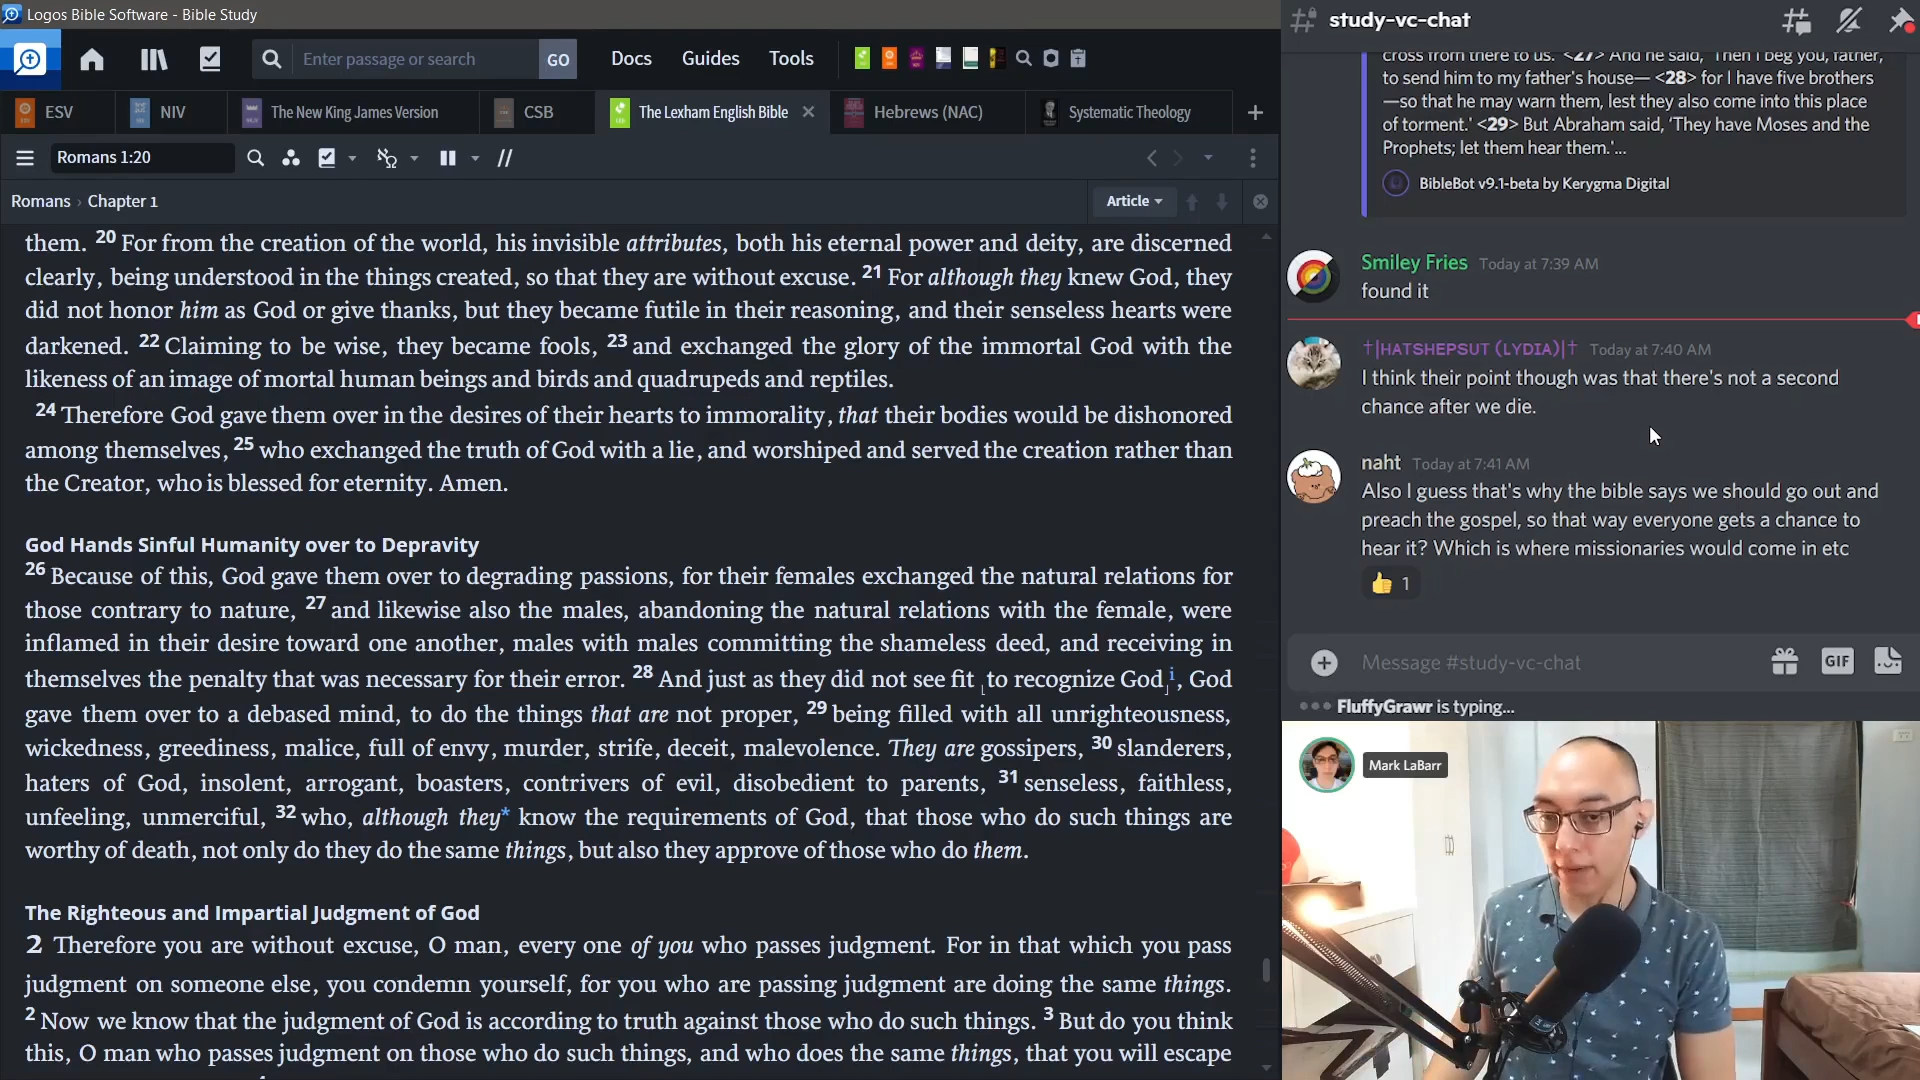 Logos Bible Software - Bible Study
Enter passage or search
GO
Docs
Guides
Tools
ESV
NIV
The New King James Version
CSB
The Lexham English Bible
Hebrews (NAC)
Systematic Theology
Romans 1:20
Romans › Chapter 1
Article
them. 20 For from the creation of the world, his invisible attributes, both his eternal power and deity, are discerned
clearly, being understood in the things created, so that they are without excuse. 21 For although they knew God, they
did not honor him as God or give thanks, but they became futile in their reasoning, and their senseless hearts were
darkened. 22 Claiming to be wise, they became fools, 23 and exchanged the glory of the immortal God with the
likeness of an image of mortal human beings and birds and quadrupeds and reptiles.
24 Therefore God gave them over in the desires of their hearts to immorality, that their bodies would be dishonored
among themselves, 25 who exchanged the truth of God with a lie, and worshiped and served the creation rather than
the Creator, who is blessed for eternity. Amen.
God Hands Sinful Humanity over to Depravity
26 Because of this, God gave them over to degrading passions, for their females exchanged the natural relations for
those contrary to nature, 27 and likewise also the males, abandoning the natural relations with the female, were
inflamed in their desire toward one another, males with males committing the shameless deed, and receiving in
themselves the penalty that was necessary for their error. 28 And just as they did not see fit ⌞to recognize God⌟i, God
gave them over to a debased mind, to do the things that are not proper, 29 being filled with all unrighteousness,
wickedness, greediness, malice, full of envy, murder, strife, deceit, malevolence. They are gossipers, 30 slanderers,
haters of God, insolent, arrogant, boasters, contrivers of evil, disobedient to parents, 31 senseless, faithless,
unfeeling, unmerciful, 32 who, although they* know the requirements of God, that those who do such things are
worthy of death, not only do they do the same things, but also they approve of those who do them.
The Righteous and Impartial Judgment of God
2 Therefore you are without excuse, O man, every one of you who passes judgment. For in that which you pass
judgment on someone else, you condemn yourself, for you who are passing judgment are doing the same things.
2 Now we know that the judgment of God is according to truth against those who do such things. 3 But do you think
this, O man who passes judgment on those who do such things, and who does the same things, that you will escape
study-vc-chat
cross from there to us. <27> And he said, 'Then I beg you, father,
to send him to my father's house— <28> for I have five brothers
—so that he may warn them, lest they also come into this place
of torment.' <29> But Abraham said, 'They have Moses and the
Prophets; let them hear them.'...
BibleBot v9.1-beta by Kerygma Digital
Smiley Fries Today at 7:39 AM
found it
†|HATSHEPSUT (LYDIA)|† Today at 7:40 AM
I think their point though was that there's not a second
chance after we die.
naht Today at 7:41 AM
Also I guess that's why the bible says we should go out and
preach the gospel, so that way everyone gets a chance to
hear it? Which is where missionaries would come in etc
👍 1
Message #study-vc-chat
GIF
FluffyGrawr is typing...
Mark LaBarr